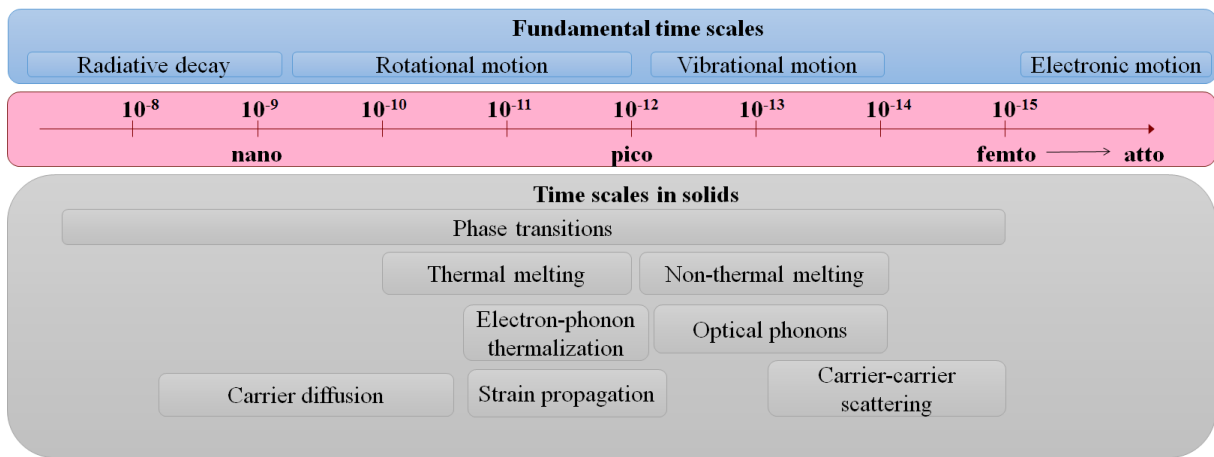 Fundamental time scales
Radiative decay Rotational motion Vibrational motion Electronic motion
10⁻⁸ 10⁻⁹ 10⁻¹⁰ 10⁻¹¹ 10⁻¹² 10⁻¹³ 10⁻¹⁴ 10⁻¹⁵
nano pico femto atto
Time scales in solids
Phase transitions
Thermal melting Non-thermal melting
Electron-phonon
thermalization
Optical phonons
Carrier diffusion
Strain propagation
Carrier-carrier
scattering